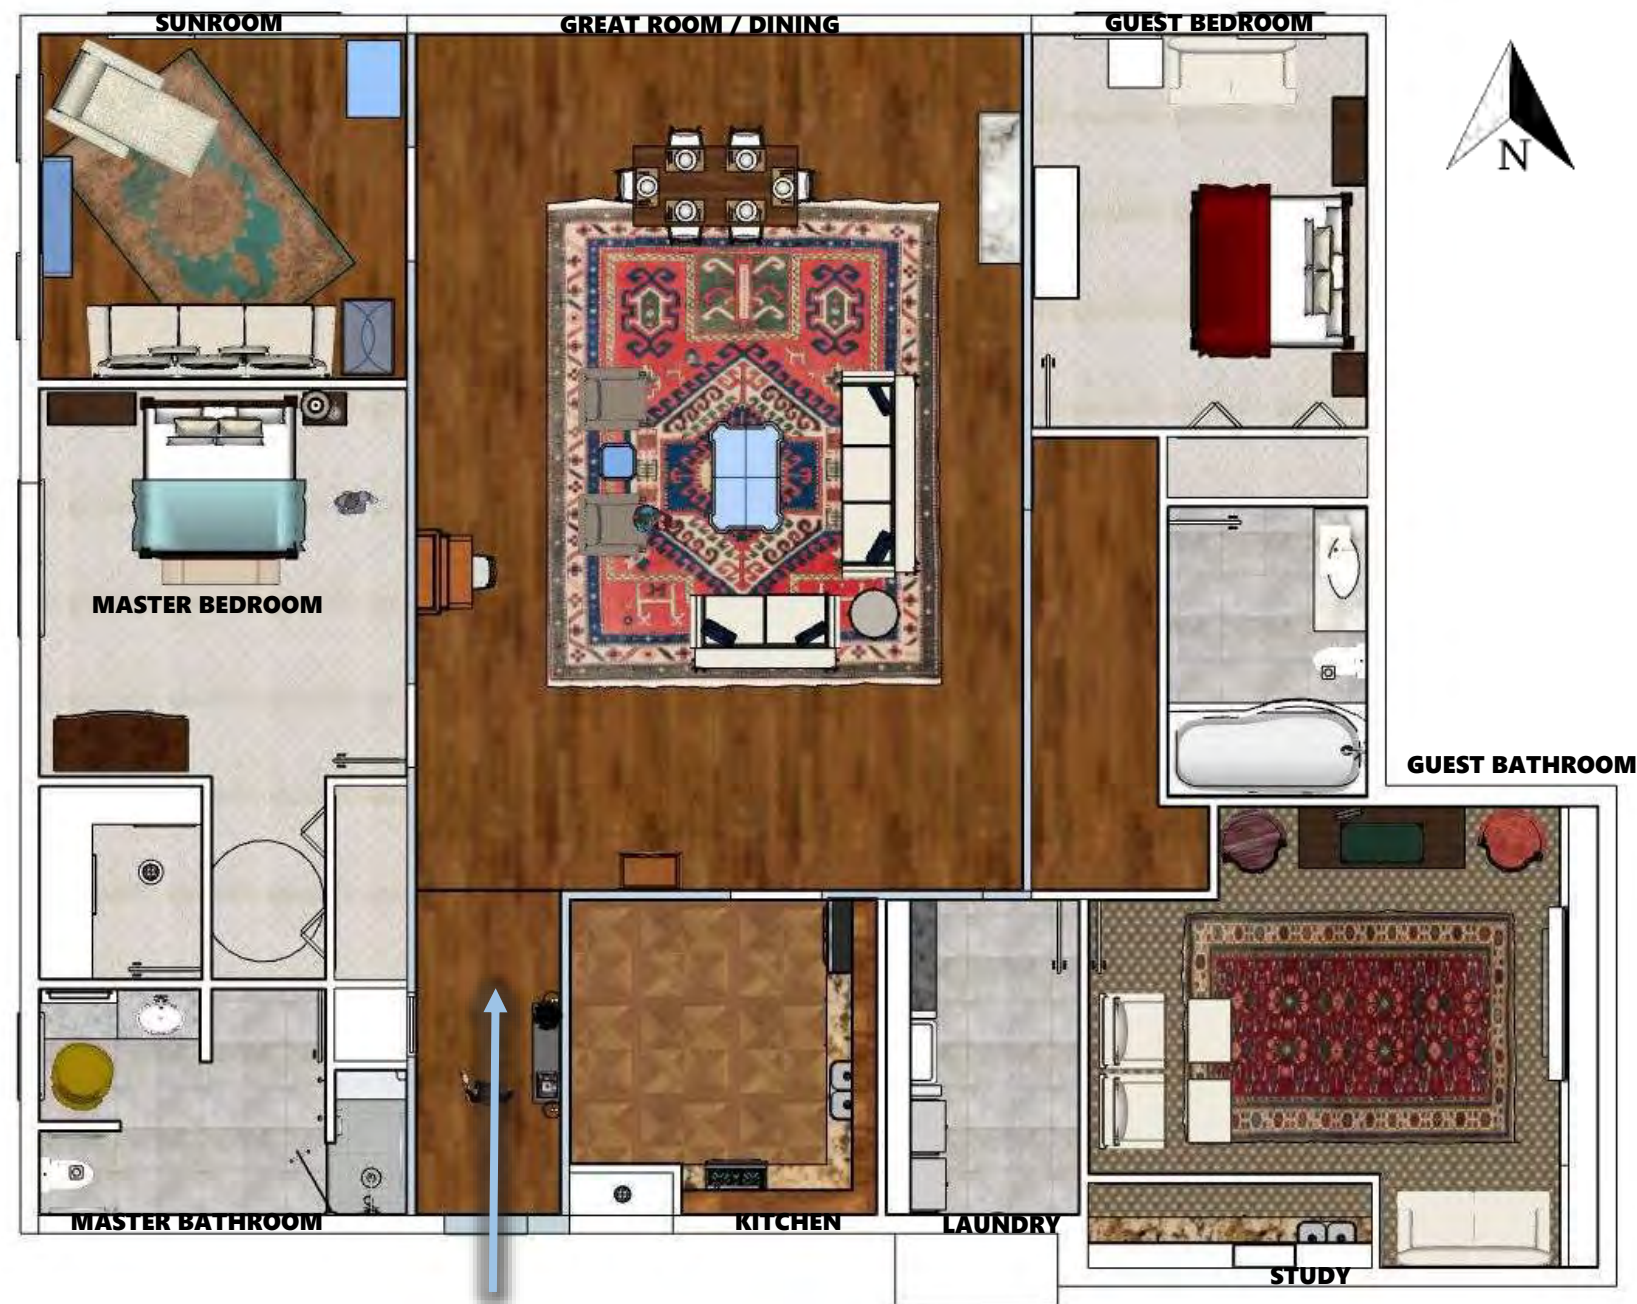 SUNROOM
GREAT ROOM / DINING
GUEST BEDROOM
N
MASTER BEDROOM
GUEST BATHROOM
MASTER BATHROOM
KITCHEN
LAUNDRY
STUDY